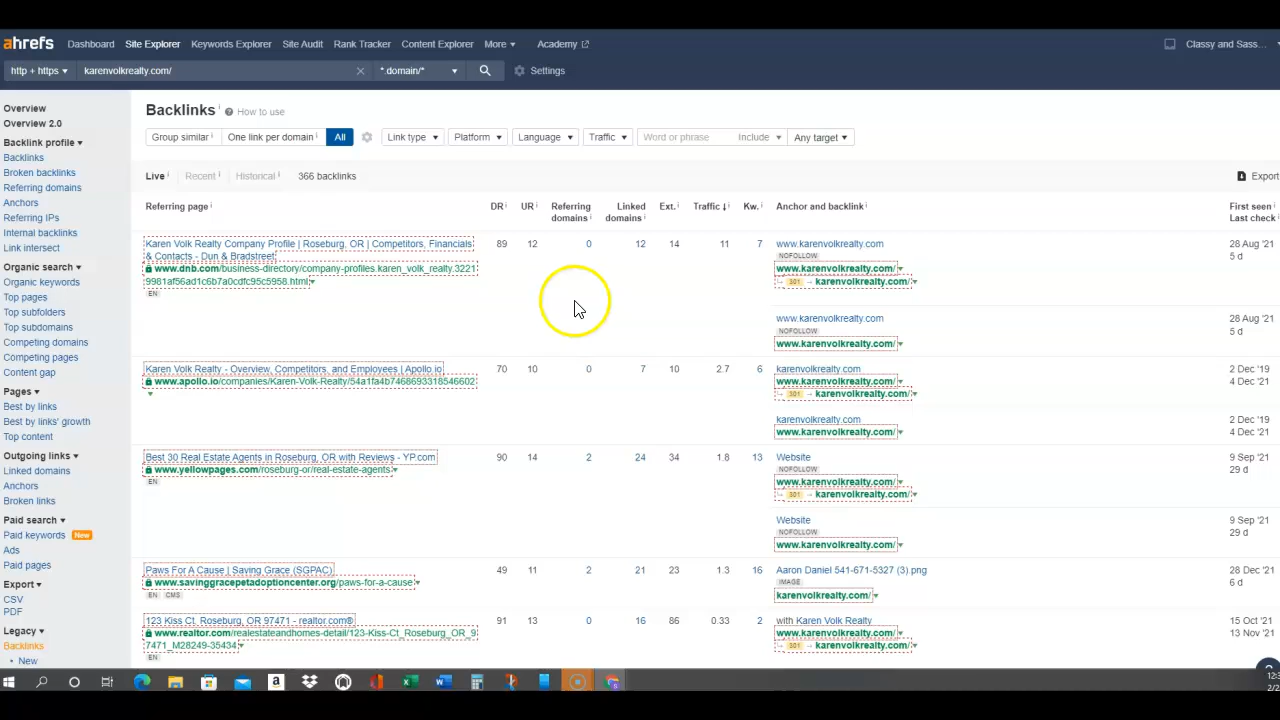 ahrefs Dashboard Site Explorer Keywords Explorer Site Audit Rank Tracker Content Explorer More Academy Classy and Sass...
http + https karenvolkrealty.com/ *.domain/* Settings
Overview
Overview 2.0
Backlink profile
Backlinks
Broken backlinks
Referring domains
Anchors
Referring IPs
Internal backlinks
Link intersect
Organic search
Organic keywords
Top pages
Top subfolders
Top subdomains
Competing domains
Competing pages
Content gap
Pages
Best by links
Best by links' growth
Top content
Outgoing links
Linked domains
Anchors
Broken links
Paid search
Paid keywords New
Ads
Paid pages
Export
CSV
PDF
Legacy
Backlinks
• New
Backlinks How to use
Group similar One link per domain All Link type Platform Language Traffic Word or phrase Include Any target
Live Recent Historical 366 backlinks Export
Referring page DR UR Referring domains Linked domains Ext. Traffic Kw. Anchor and backlink First seen Last check
Karen Volk Realty Company Profile | Roseburg, OR | Competitors, Financials 89 12 0 12 14 11 7 www.karenvolkrealty.com 28 Aug '21
& Contacts - Dun & Bradstreet NOFOLLOW 5 d
www.dnb.com/business-directory/company-profiles.karen_volk_realty.3221 www.karenvolkrealty.com/
9981af56ad1c6b7a0cdfc95c5958.html 301 karenvolkrealty.com/
EN
www.karenvolkrealty.com 28 Aug '21
NOFOLLOW 5 d
www.karenvolkrealty.com/
Karen Volk Realty - Overview, Competitors, and Employees | Apollo.io 70 10 0 7 10 2.7 6 karenvolkrealty.com 2 Dec '19
www.apollo.io/companies/Karen-Volk-Realty/54a1fa4b7468693318546602 www.karenvolkrealty.com/ 4 Dec '21
301 karenvolkrealty.com/
karenvolkrealty.com 2 Dec '19
www.karenvolkrealty.com/ 4 Dec '21
Best 30 Real Estate Agents in Roseburg, OR with Reviews - YP.com 90 14 2 24 34 1.8 13 Website 9 Sep '21
www.yellowpages.com/roseburg-or/real-estate-agents NOFOLLOW 29 d
EN www.karenvolkrealty.com/
301 karenvolkrealty.com/
Website 9 Sep '21
NOFOLLOW 29 d
www.karenvolkrealty.com/
Paws For A Cause | Saving Grace (SGPAC) 49 11 2 21 23 1.3 16 Aaron Daniel 541-671-5327 (3).png 28 Dec '21
www.savinggracepetadoptioncenter.org/paws-for-a-cause IMAGE 6 d
EN CMS karenvolkrealty.com/
123 Kiss Ct, Roseburg, OR 97471 - realtor.com® 91 13 0 16 86 0.33 2 with Karen Volk Realty 15 Oct '21
www.realtor.com/realestateandhomes-detail/123-Kiss-Ct_Roseburg_OR_9 www.karenvolkrealty.com/ 13 Nov '21
7471_M28249-35434 301 karenvolkrealty.com/
EN